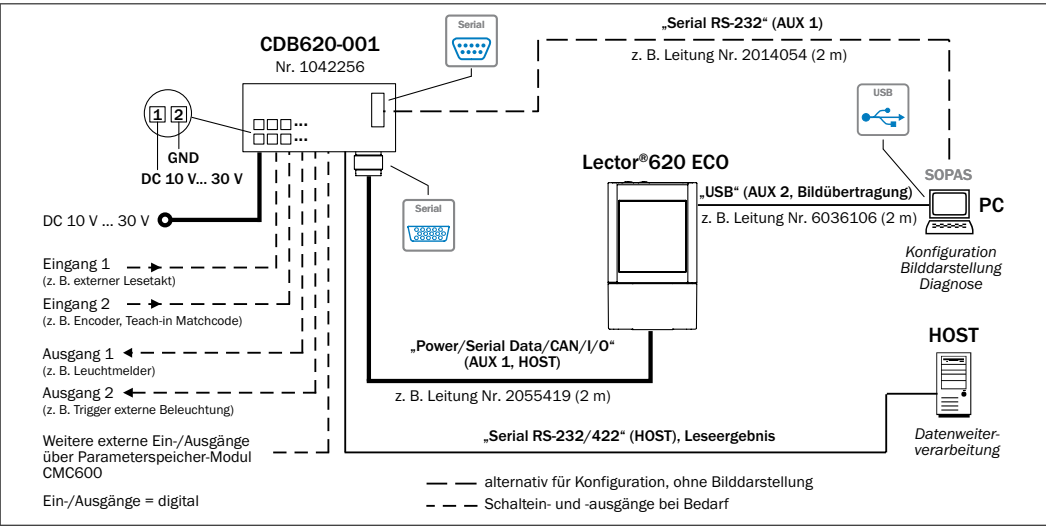 „Serial RS-232“ (AUX 1)
z. B. Leitung Nr. 2014054 (2 m)
Serial
CDB620-001
Nr. 1042256
1 2
GND
DC 10 V... 30 V
USB
Lector®620 ECO
SOPAS
PC
„USB“ (AUX 2, Bildübertragung)
z. B. Leitung Nr. 6036106 (2 m)
Konfiguration
Bilddarstellung
Diagnose
Serial
DC 10 V ... 30 V
Eingang 1
(z. B. externer Lesetakt)
Eingang 2
(z. B. Encoder, Teach-in Matchcode)
Ausgang 1
(z. B. Leuchtmelder)
Ausgang 2
(z. B. Trigger externe Beleuchtung)
Weitere externe Ein-/Ausgänge
über Parameterspeicher-Modul
CMC600
Ein-/Ausgänge = digital
„Power/Serial Data/CAN/I/O“
(AUX 1, HOST)
z. B. Leitung Nr. 2055419 (2 m)
HOST
„Serial RS-232/422“ (HOST), Leseergebnis
Datenweiter-
verarbeitung
alternativ für Konfiguration, ohne Bilddarstellung
Schaltein- und -ausgänge bei Bedarf